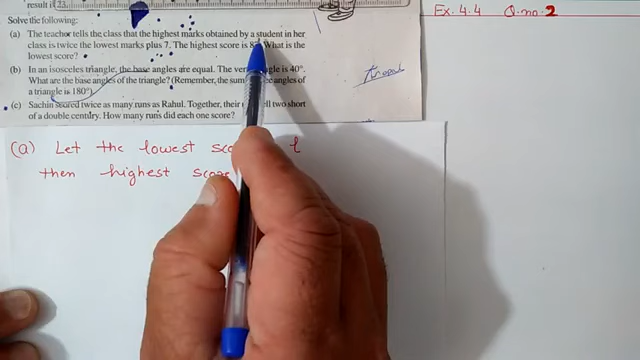 Ex. 4.4 Q.no. 2
result is 23.
Solve the following:
(a) The teacher tells the class that the highest marks obtained by a student in her
class is twice the lowest marks plus 7. The highest score is What is the
lowest score?
(b) In an isosceles triangle, the base angles are equal. The is 40°.
What are the base angles of the triangle? (Remember, the sum angles of
a triangle is 180°)
(c) Sachin scored twice as many runs as Rahul. Together, their two short
of a double century. How many runs did each one score?
(a) Let the lowest l
then highest score